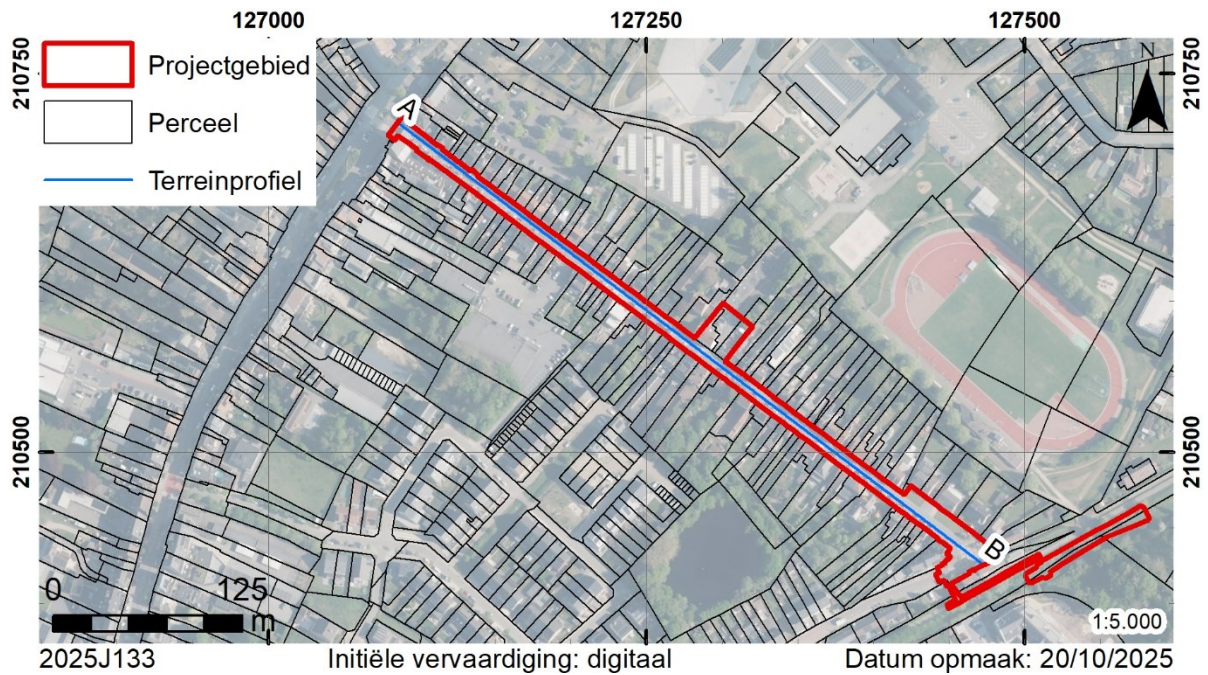 127000 127250 127500
210750 210750
N
Projectgebied
Perceel
Terreinprofiel
A
210500 210500
B
0 125
m
1:5.000
2025J133 Initiële vervaardiging: digitaal Datum opmaak: 20/10/2025